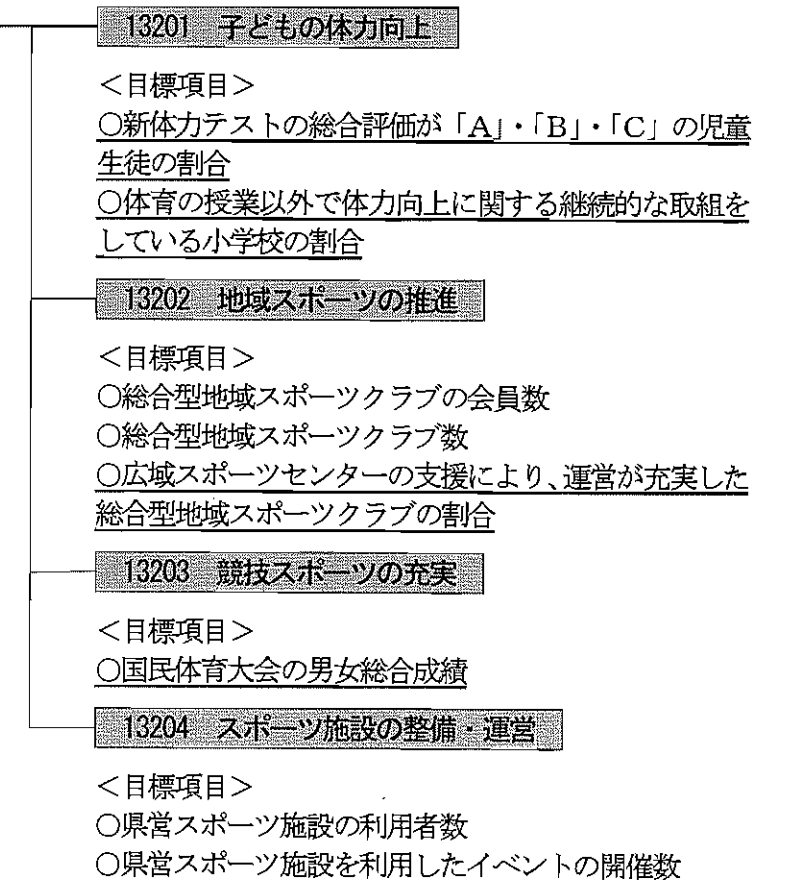 13201 子どもの体力向上
＜目標項目＞
○新体力テストの総合評価が「A」・「B」・「C」の児童
生徒の割合
○体育の授業以外で体力向上に関する継続的な取組を
している小学校の割合
13202 地域スポーツの推進
＜目標項目＞
○総合型地域スポーツクラブの会員数
○総合型地域スポーツクラブ数
○広域スポーツセンターの支援により、運営が充実した
総合型地域スポーツクラブの割合
13203 競技スポーツの充実
＜目標項目＞
○国民体育大会の男女総合成績
13204 スポーツ施設の整備・運営
＜目標項目＞
○県営スポーツ施設の利用者数
○県営スポーツ施設を利用したイベントの開催数